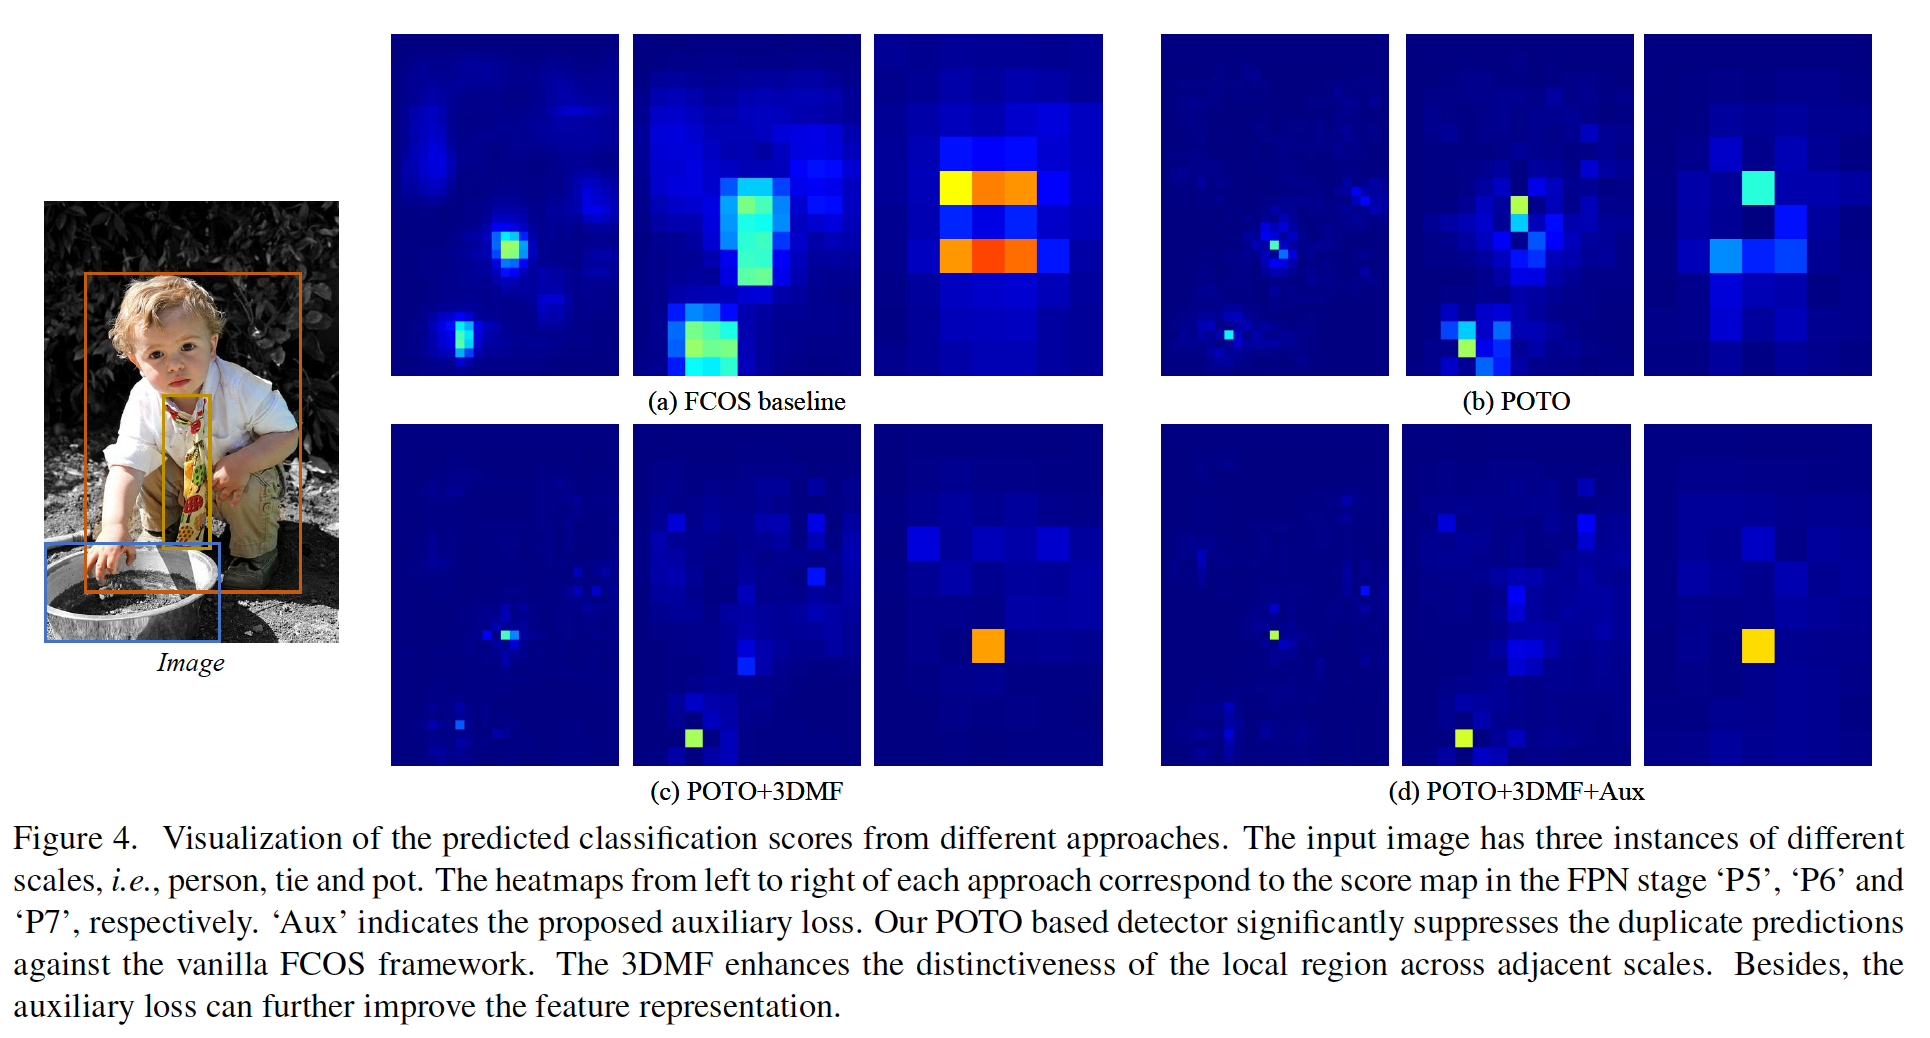 Image
(a) FCOS baseline
(b) POTO
(c) POTO+3DMF
(d) POTO+3DMF+Aux
Figure 4. Visualization of the predicted classification scores from different approaches. The input image has three instances of different
scales, i.e., person, tie and pot. The heatmaps from left to right of each approach correspond to the score map in the FPN stage ‘P5’, ‘P6’ and
‘P7’, respectively. ‘Aux’ indicates the proposed auxiliary loss. Our POTO based detector significantly suppresses the duplicate predictions
against the vanilla FCOS framework. The 3DMF enhances the distinctiveness of the local region across adjacent scales. Besides, the
auxiliary loss can further improve the feature representation.